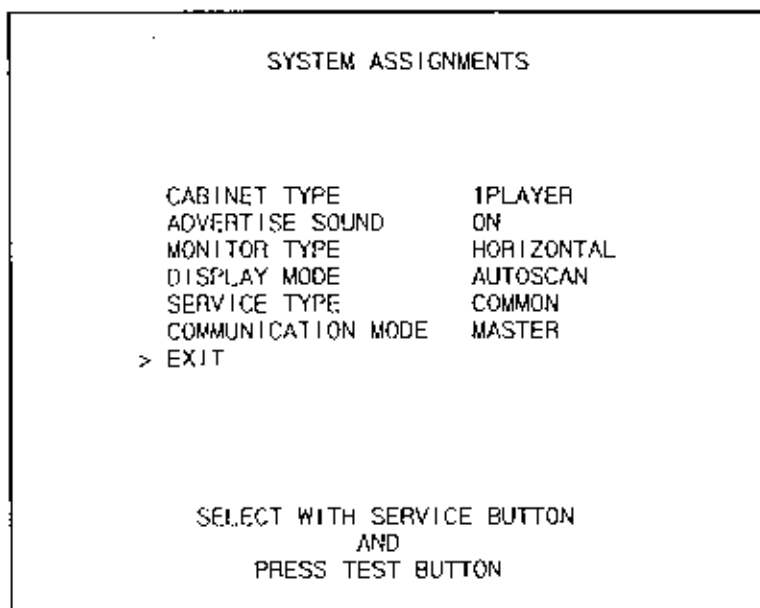 SYSTEM ASSIGNMENTS
CABINET TYPE 1PLAYER
ADVERTISE SOUND ON
MONITOR TYPE HORIZONTAL
DISPLAY MODE AUTOSCAN
SERVICE TYPE COMMON
COMMUNICATION MODE MASTER
> EXIT
SELECT WITH SERVICE BUTTON
AND
PRESS TEST BUTTON